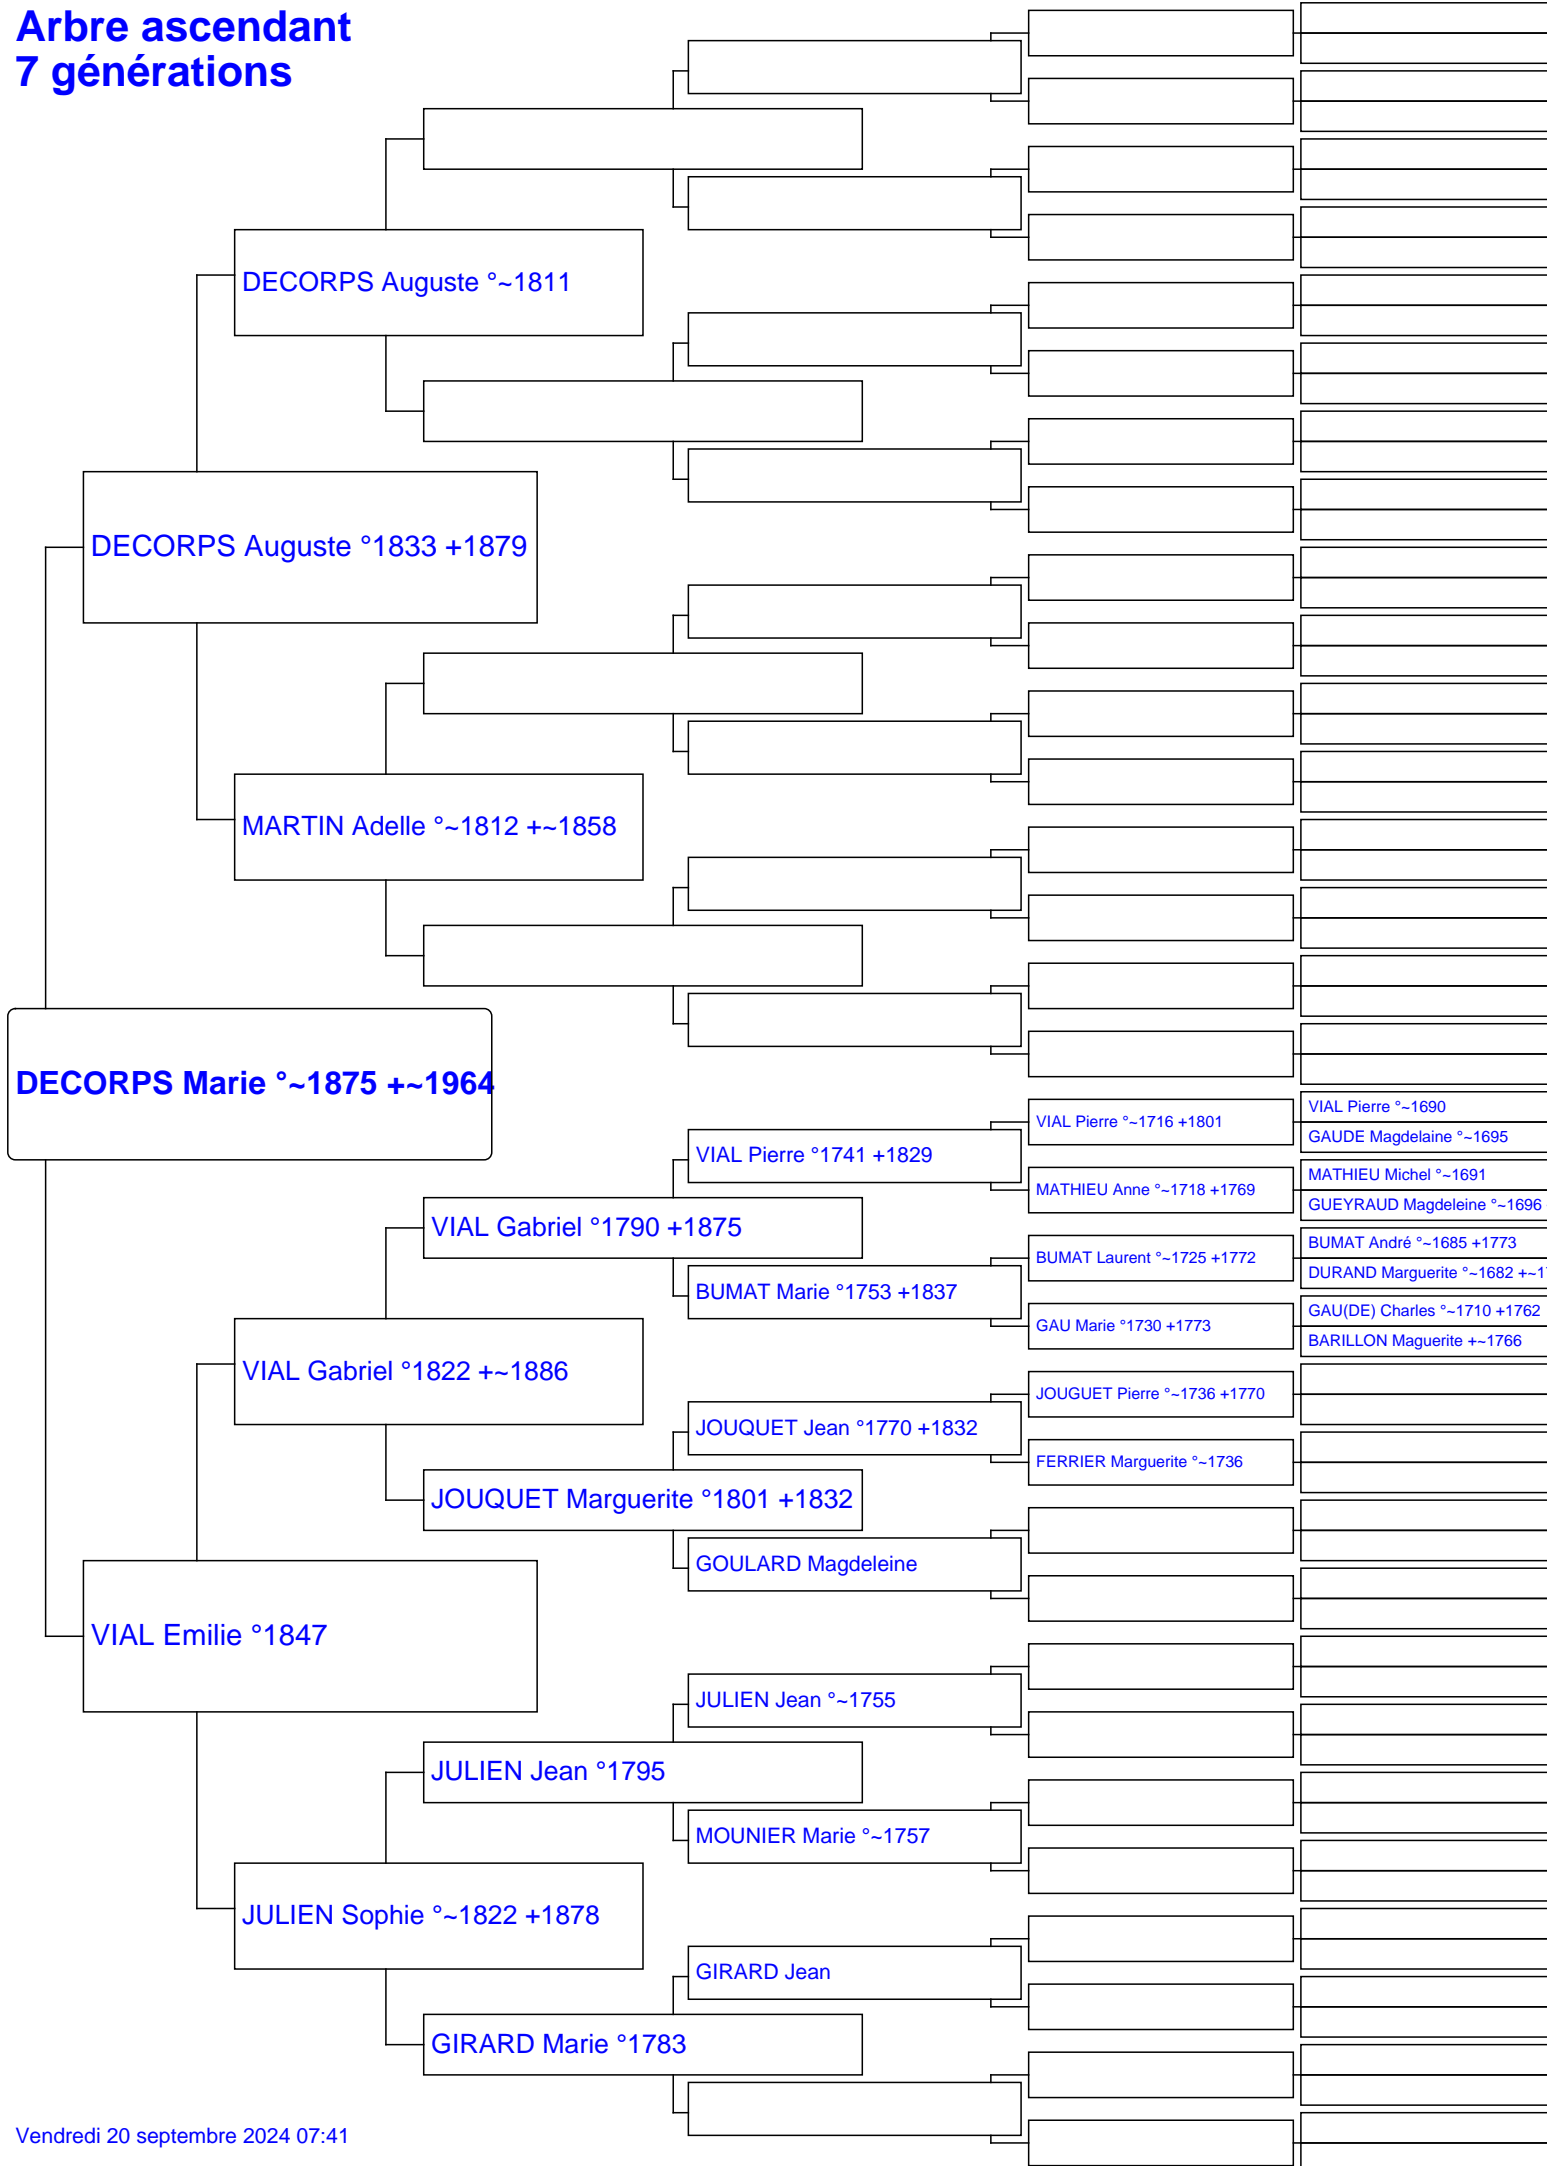 Arbre ascendant
7 générations
DECORPS Auguste °~1811
DECORPS Auguste °1833 +1879
MARTIN Adelle °~1812 +~1858
DECORPS Marie °~1875 +~1964
VIAL Pierre °~1690
VIAL Pierre °~1716 +1801
GAUDE Magdelaine °~1695
VIAL Pierre °1741 +1829
MATHIEU Michel °~1691
MATHIEU Anne °~1718 +1769
GUEYRAUD Magdeleine °~1696
VIAL Gabriel °1790 +1875
BUMAT André °~1685 +1773
BUMAT Laurent °~1725 +1772
DURAND Marguerite °~1682 +~1
BUMAT Marie °1753 +1837
GAU(DE) Charles °~1710 +1762
GAU Marie °1730 +1773
BARILLON Maguerite +~1766
VIAL Gabriel °1822 +~1886
JOUGUET Pierre °~1736 +1770
JOUQUET Jean °1770 +1832
FERRIER Marguerite °~1736
JOUQUET Marguerite °1801 +1832
GOULARD Magdeleine
VIAL Emilie °1847
JULIEN Jean °~1755
JULIEN Jean °1795
MOUNIER Marie °~1757
JULIEN Sophie °~1822 +1878
GIRARD Jean
GIRARD Marie °1783
Vendredi 20 septembre 2024 07:41